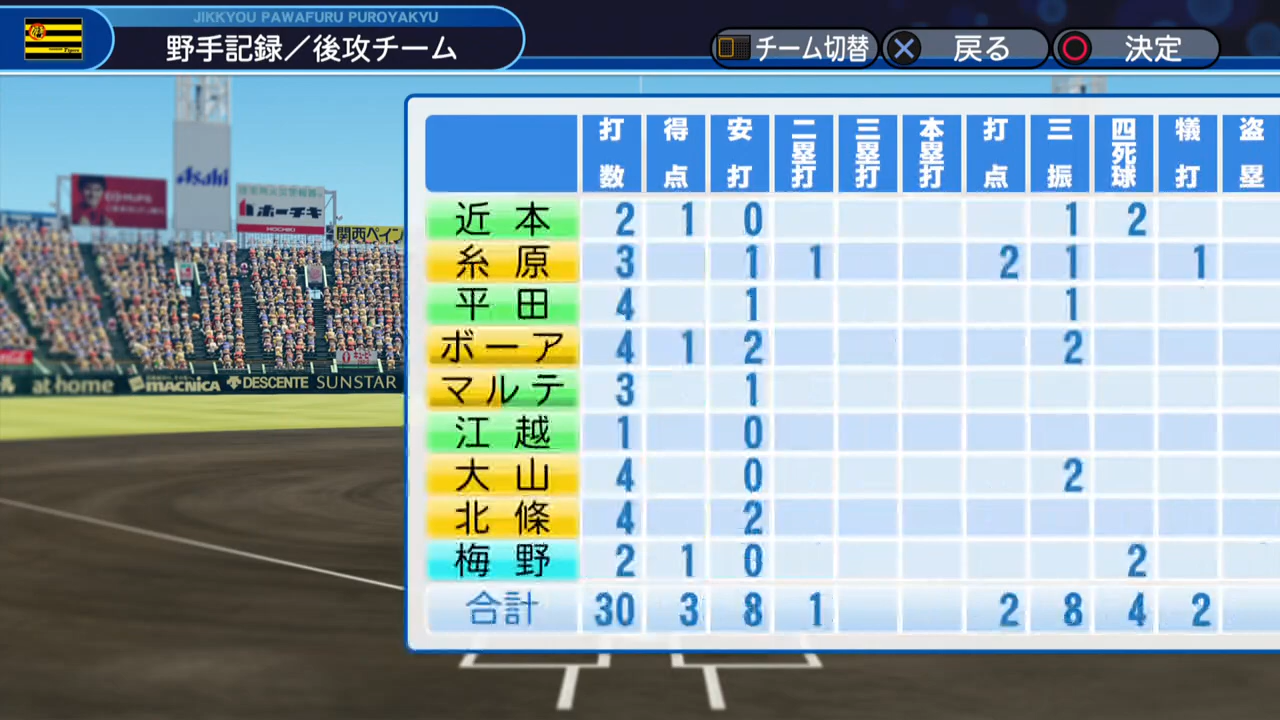 JIKKYOU PAWAFURU PUROYAKYU
野手記録／後攻チーム
チーム切替 戻る 決定
Asahi
ホーチキ
HOCHIKI
関西ペイン
at home MACNICA DESCENTE SUNSTAR
打数 得点 安打 二塁打 三塁打 本塁打 打点 三振 四死球 犠打 盗塁
近本 2 1 0 1 2
糸原 3 1 1 2 1 1
平田 4 1 1
ボーア 4 1 2 2
マルテ 3 1
江越 1 0
大山 4 0 2
北條 4 2
梅野 2 1 0 2
合計 30 3 8 1 2 8 4 2